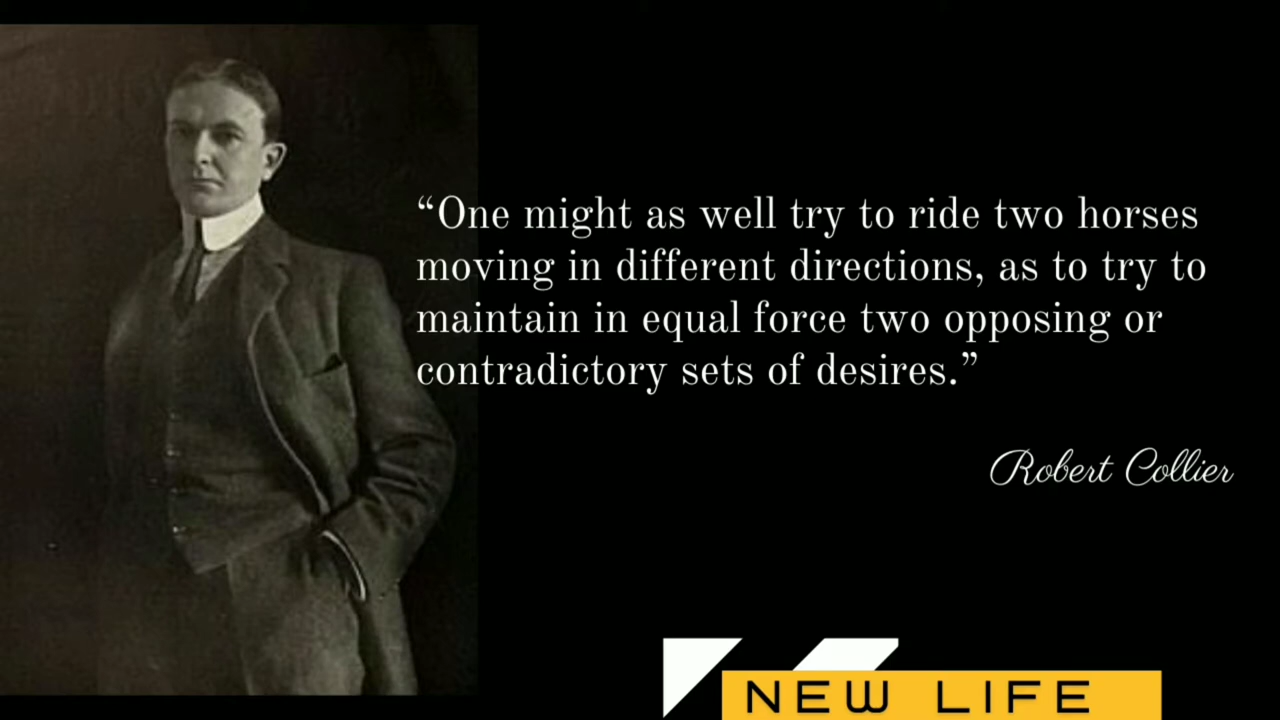 “One might as well try to ride two horses
moving in different directions, as to try to
maintain in equal force two opposing or
contradictory sets of desires.”
Robert Collier
NEW LIFE